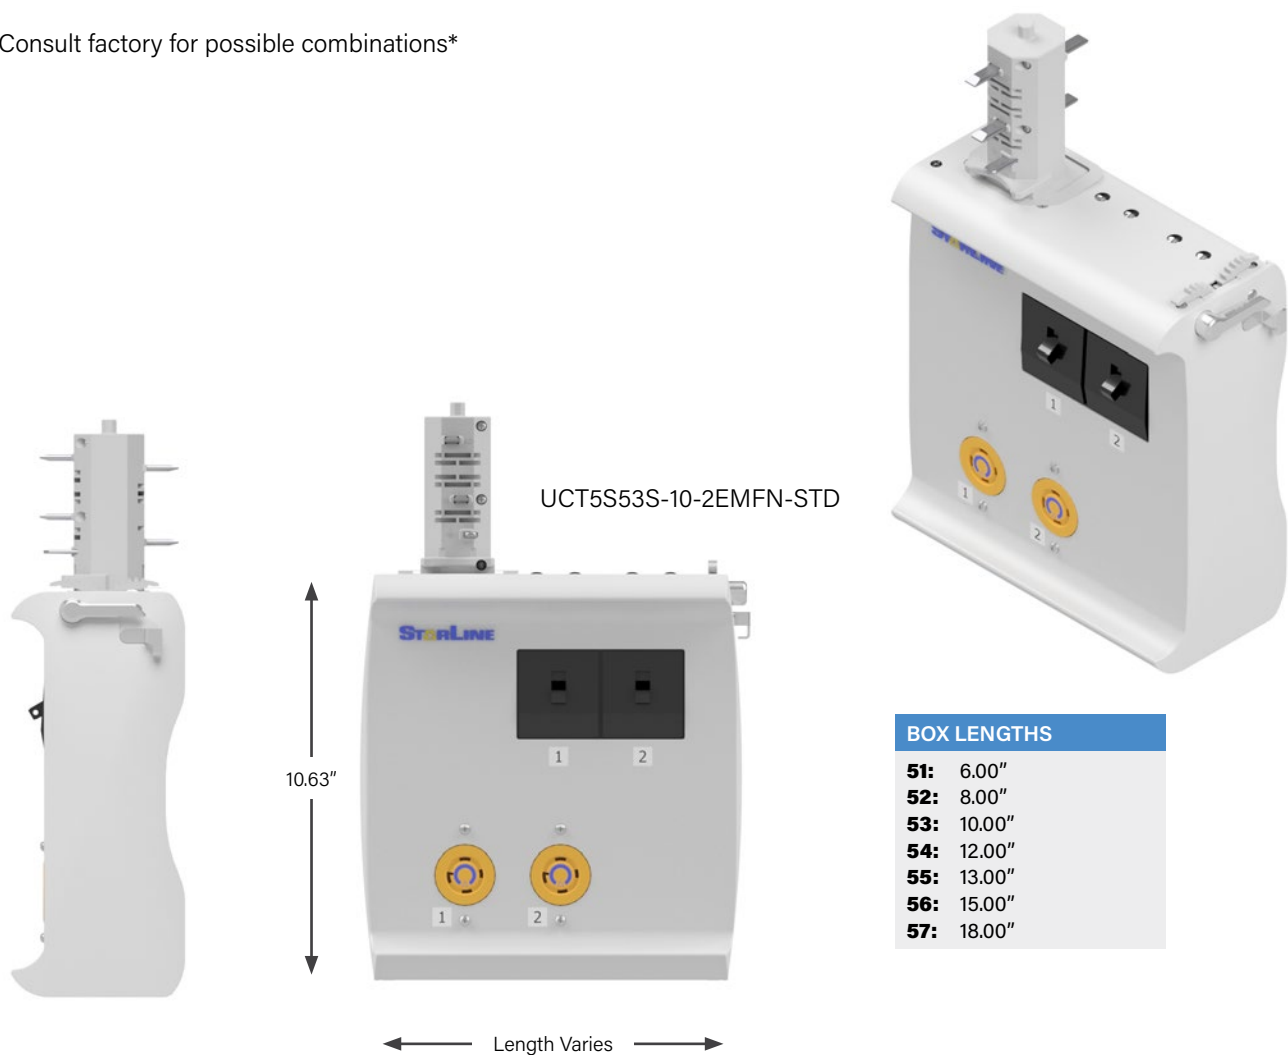 Consult factory for possible combinations*
STARLINE
1
2
1
2
UCT5S53S-10-2EMFN-STD
10.63"
STARLINE
1
2
1
2
Length Varies
BOX LENGTHS
51: 6.00"
52: 8.00"
53: 10.00"
54: 12.00"
55: 13.00"
56: 15.00"
57: 18.00"